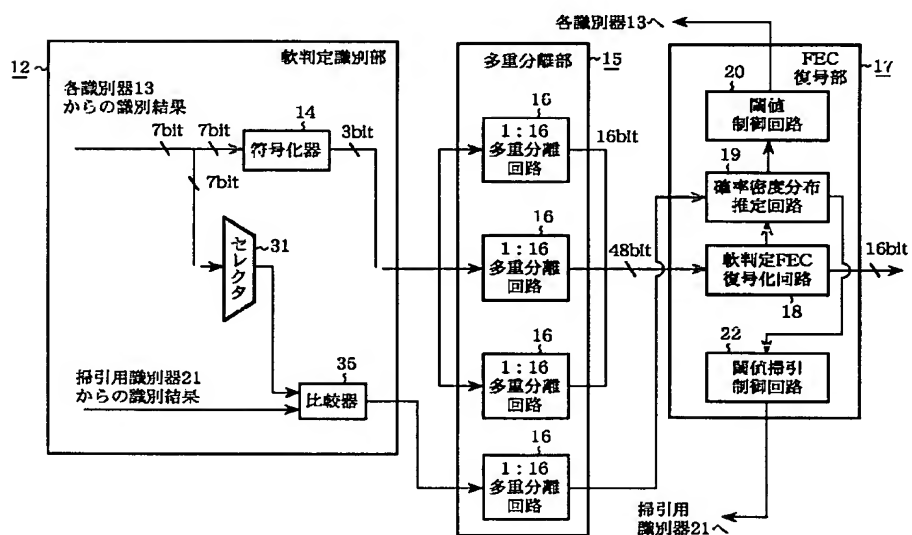 各識別器13へ
12
軟判定識別部
多重分離部
15
FEC
復号部
17
各識別器13
からの識別結果
7bit
7bit
14
符号化器
3bit
7bit
セレクタ
31
掃引用識別器21
からの識別結果
35
比較器
16
1:16
多重分離
回路
16bit
16
1:16
多重分離
回路
48bit
16
1:16
多重分離
回路
16
1:16
多重分離
回路
20
閾値
制御回路
19
確率密度分布
推定回路
軟判定FEC
復号化回路
18
16bit
22
閾値掃引
制御回路
掃引用
識別器21へ